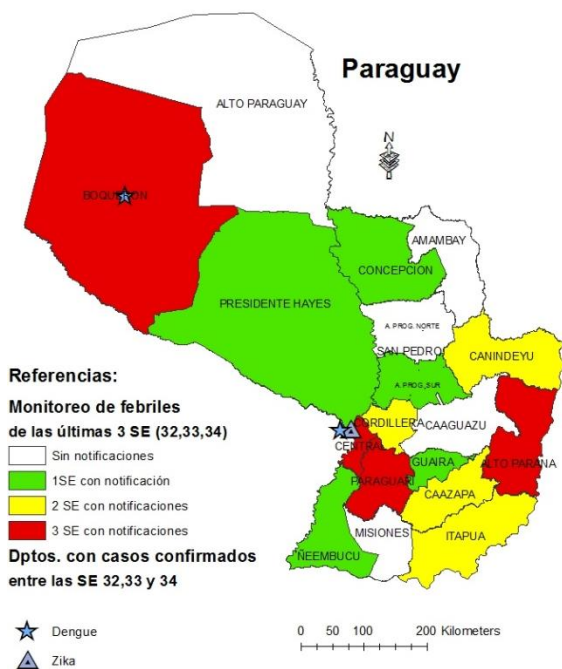 Paraguay
ALTO PARAGUAY
N
BOQUERON
AMAMBAY
CONCEPCION
PRESIDENTE HAYES
A. PROG. NORTE
SAN PEDRO
CANINDEYU
A. PROG. SUR
Referencias:
Monitoreo de febriles
de las últimas 3 SE (32,33,34)
Sin notificaciones
1SE con notificación
2 SE con notificaciones
3 SE con notificaciones
Dptos. con casos confirmados
entre las SE 32,33 y 34
Dengue
Zika
CORDILLERA
CAAGUAZU
CENTRAL
GUAIRA
ALTO PARANA
PARAGUARI
CAAZAPA
MISIONES
ITAPUA
ÑEEMBUCU
0 50 100 200 Kilometers